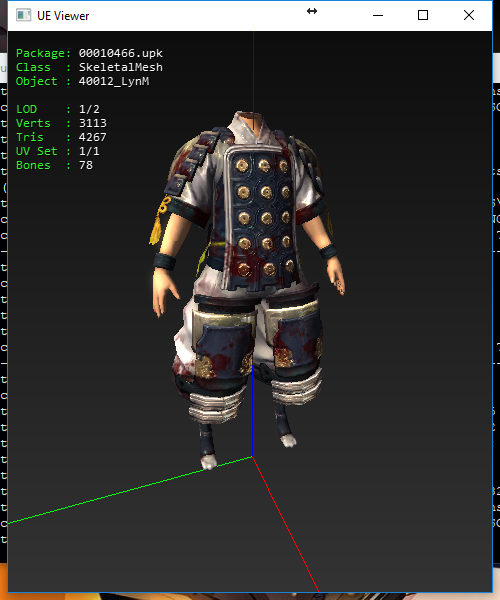 UE Viewer
Package: 00010466.upk
Class : SkeletalMesh
Object : 40012_LynM
LOD : 1/2
Verts : 3113
Tris : 4267
UV Set : 1/1
Bones : 78